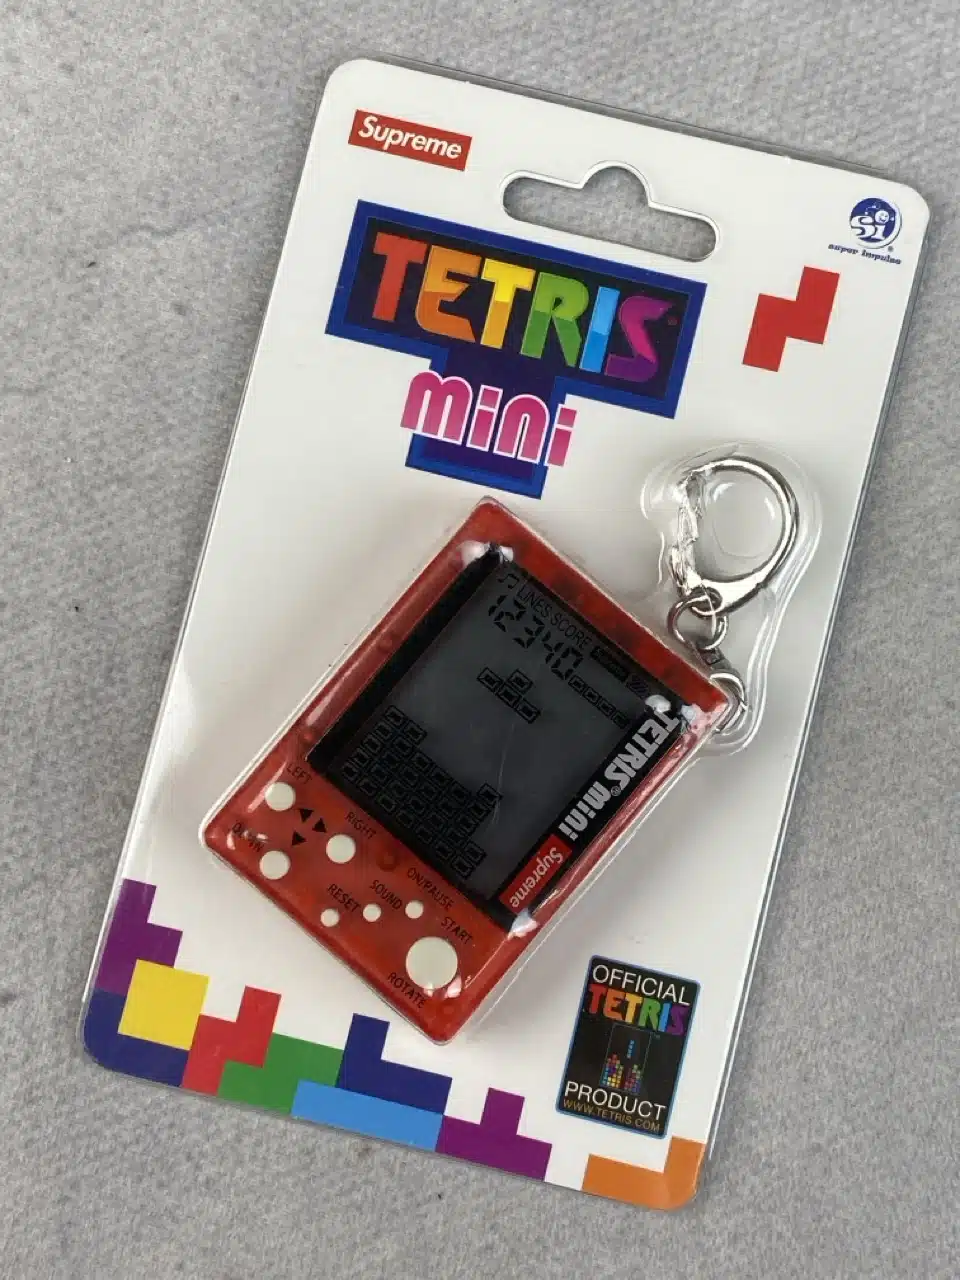 Supreme
Si
super impulse
®
TETRIS
mini
LINES SCORE
12340
TETRIS® mini
Supreme
LEFT
DOWN
RIGHT
ON/PAUSE
SOUND
RESET
START
ROTATE
OFFICIAL
TETRIS
PRODUCT
WWW.TETRIS.COM